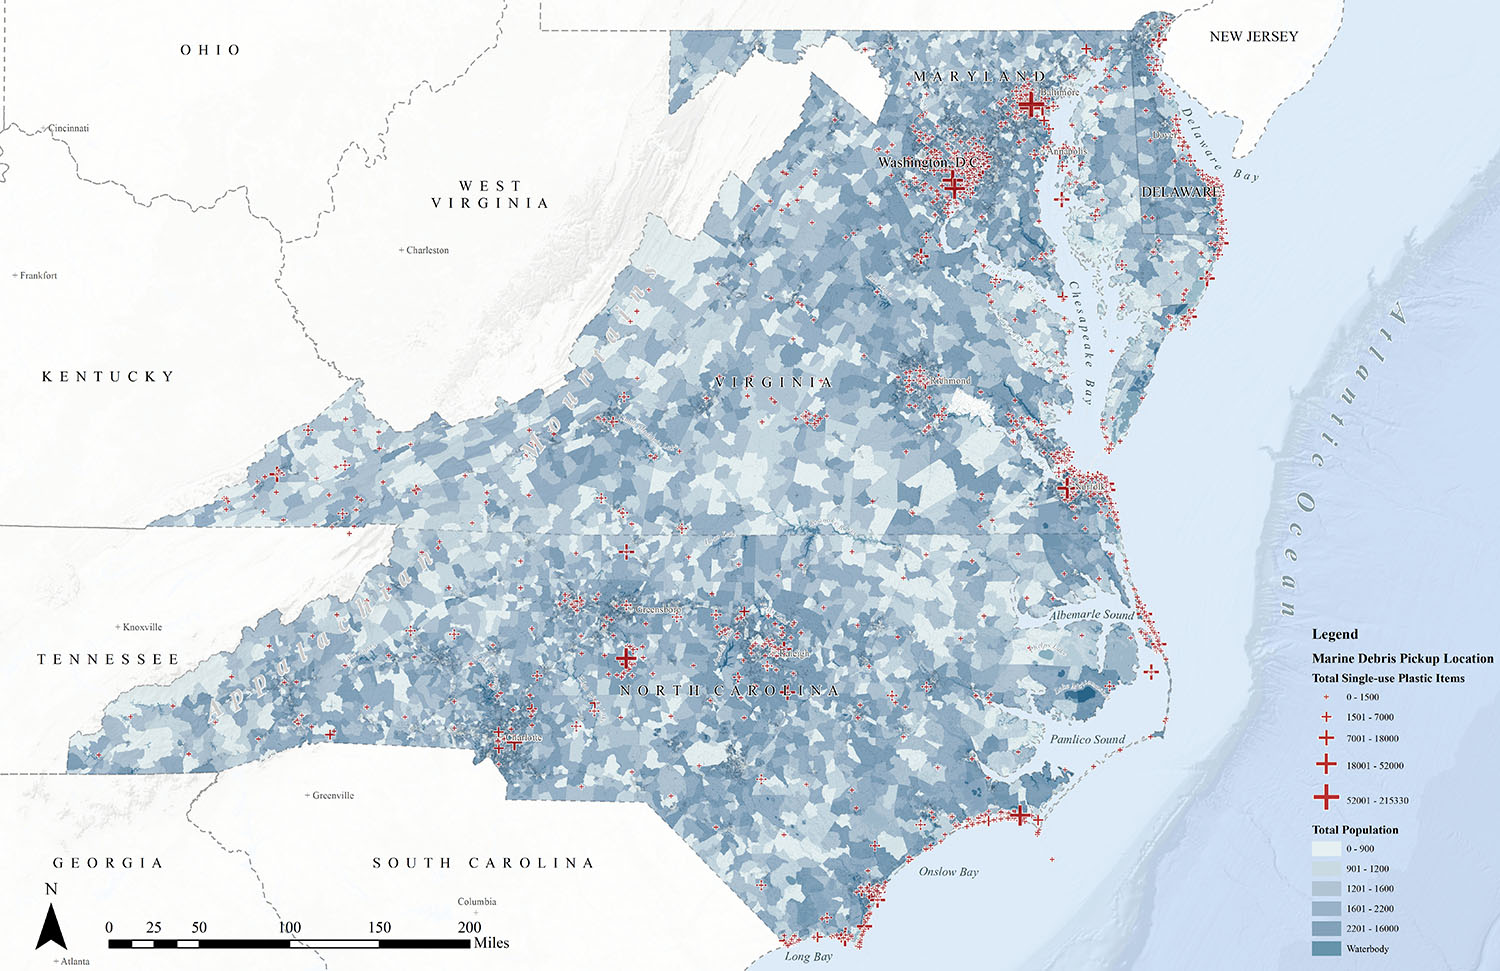 OHIO
NEW JERSEY
MARYLAND
Baltimore
Cincinnati
Delaware Bay
Dover
Annapolis
Washington, D.C.
WEST
VIRGINIA
DELAWARE
Charleston
Frankfort
Chesapeake Bay
Atlantic Ocean
KENTUCKY
VIRGINIA
Richmond
Appalachian Mountains
Norfolk
Greensboro
Albemarle Sound
Knoxville
TENNESSEE
Raleigh
NORTH CAROLINA
Charlotte
Pamlico Sound
Greenville
GEORGIA
SOUTH CAROLINA
Onslow Bay
Columbia
Long Bay
Atlanta
N
0 25 50 100 150 200
Miles
Legend
Marine Debris Pickup Location
Total Single-use Plastic Items
0 - 1500
1501 - 7000
7001 - 18000
18001 - 52000
52001 - 215330
Total Population
0 - 900
901 - 1200
1201 - 1600
1601 - 2200
2201 - 16000
Waterbody